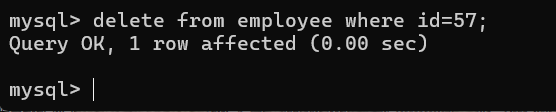 mysql> delete from employee where id=57;
Query OK, 1 row affected (0.00 sec)
mysql>